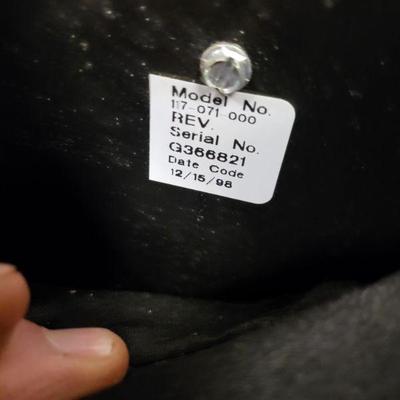 Model No.
117-071-000
REV.
Serial No.
G366821
Date Code
12/15/98